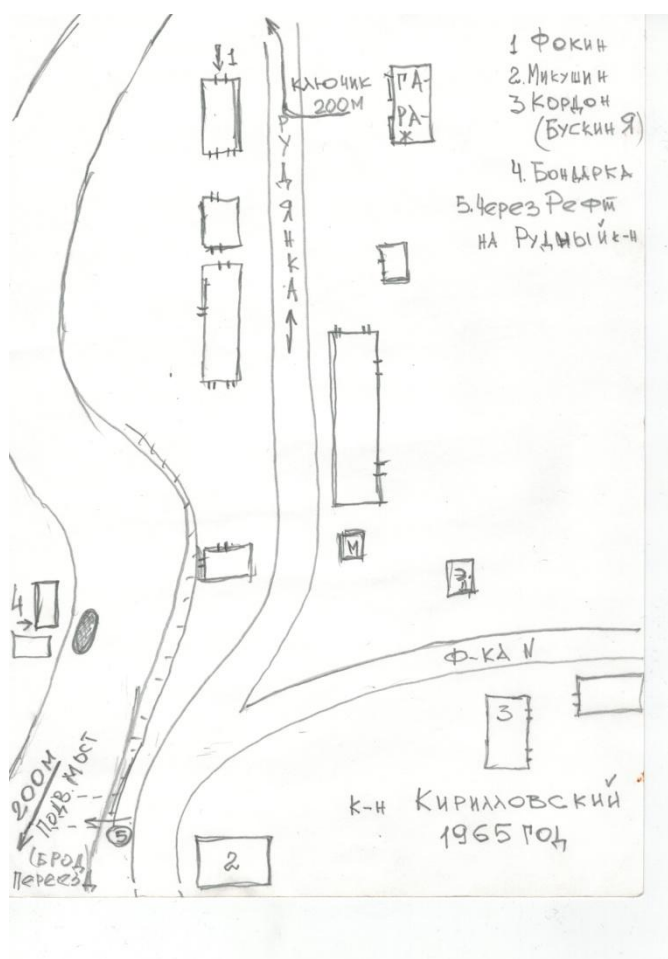 1 Фокин
2. Микушин
3 Кордон
(Бускин Я)
4. Бондарка
5. Через Рефт
на Рудный к-н
1
Ключик
200м
ГА-
РА-
Ж
РУДЯНКА
М
Э.
4
Ф-КА N
3
200м
Подв. мост
(Брод)
Переезд
5
2
к-н Кирилловский
1965 год